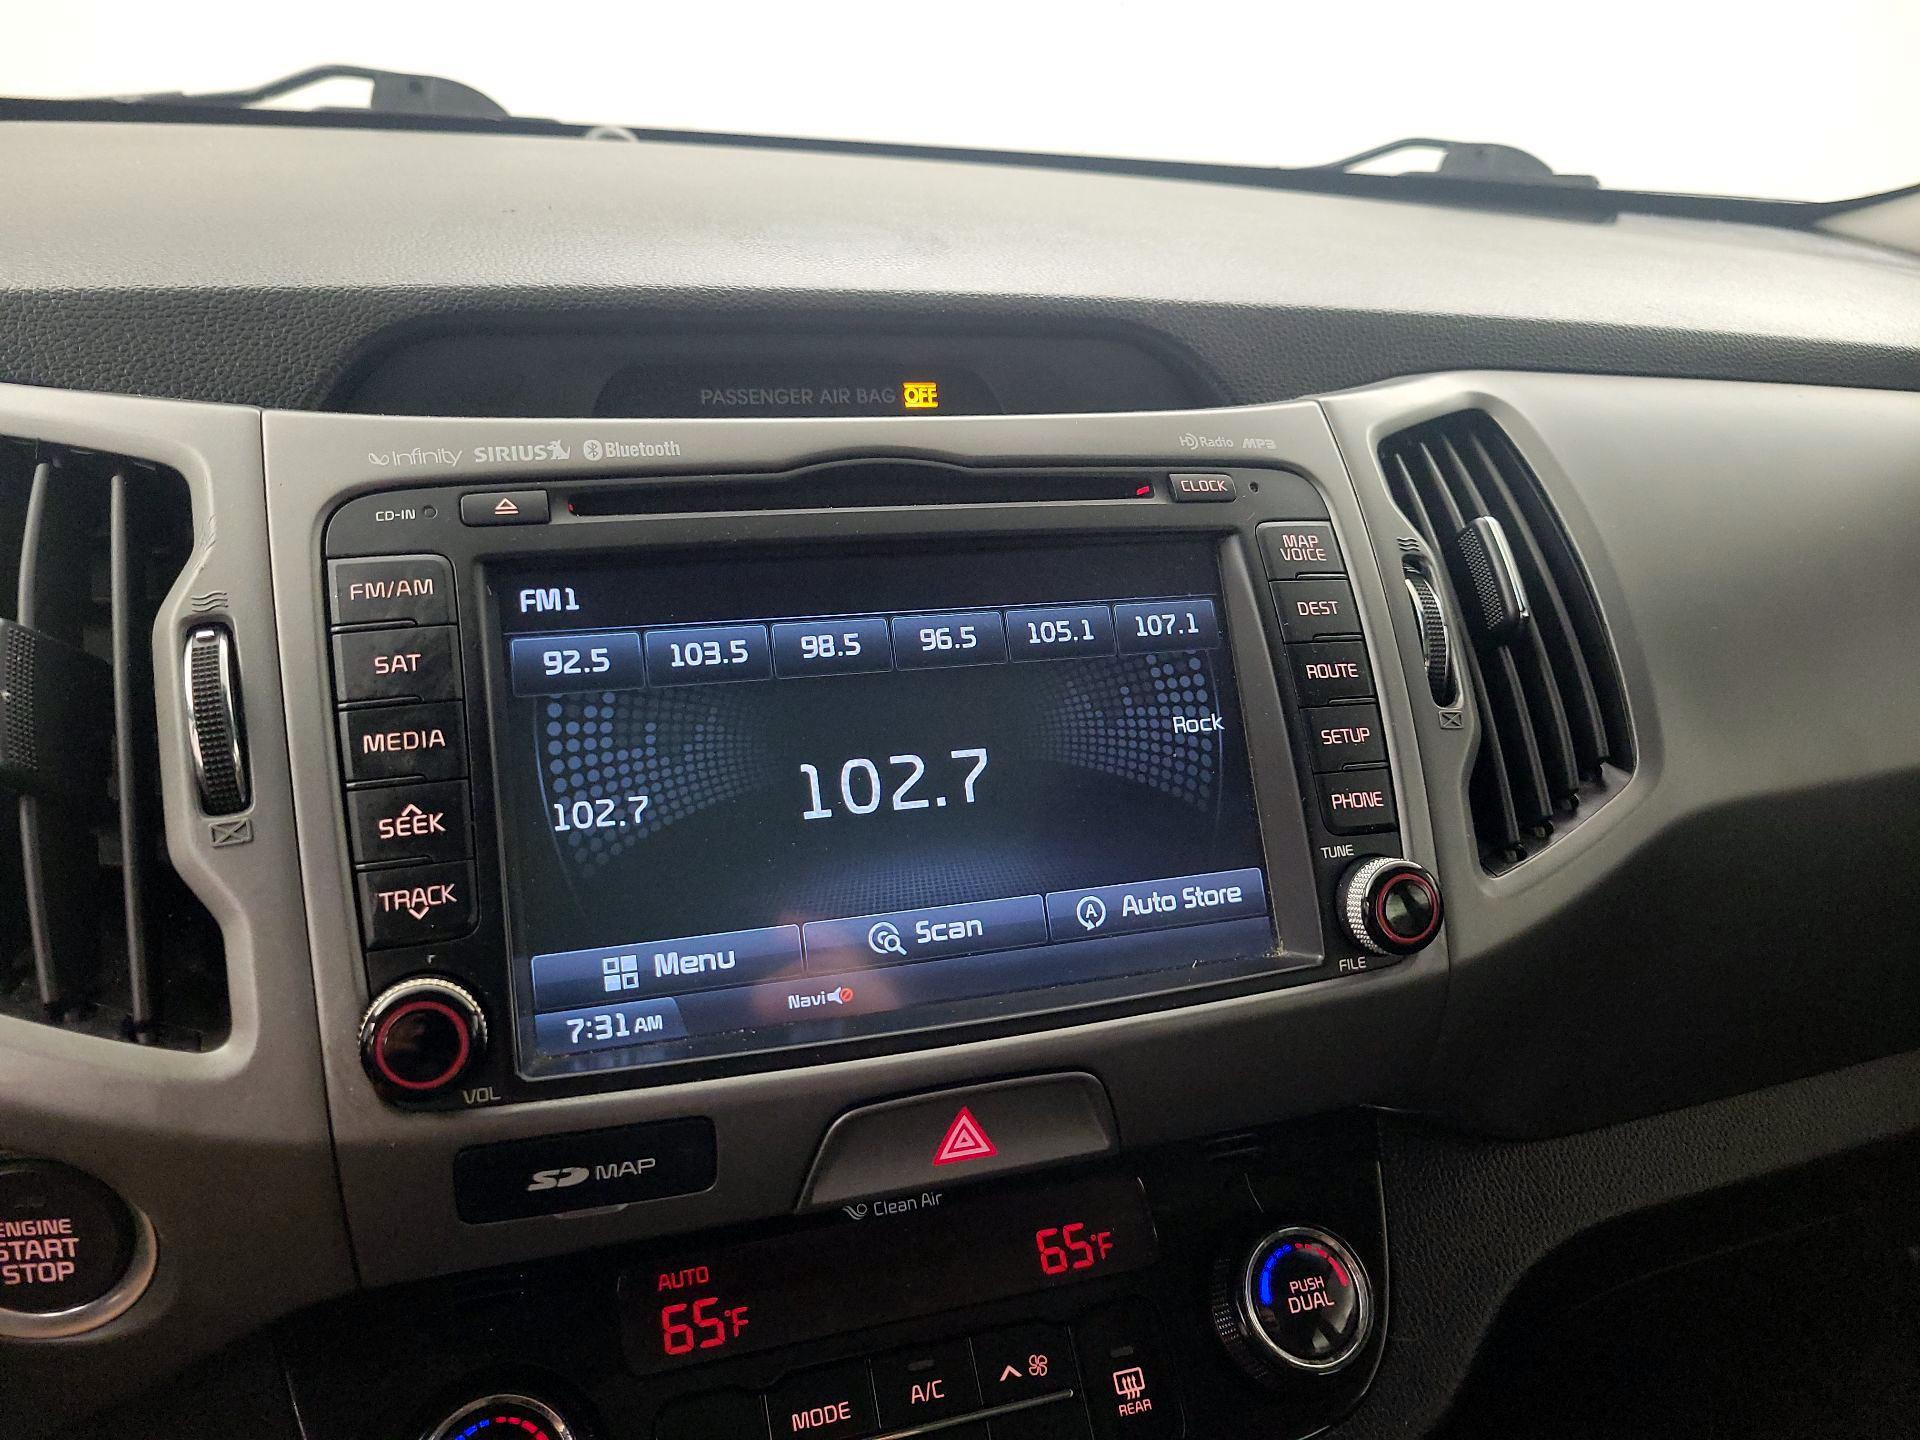 PASSENGER AIR BAG OFF
Infinity SIRIUS Bluetooth
HD Radio MP3
CD-IN
CLOCK
FM/AM
SAT
MEDIA
SEEK
TRACK
VOL
FM1
92.5 103.5 98.5 96.5 105.1 107.1
Rock
102.7 102.7
Menu Scan Auto Store
7:31 AM Navi
MAP
VOICE
DEST
ROUTE
SETUP
PHONE
TUNE
FILE
SD MAP
Clean Air
ENGINE
START
STOP
AUTO
65°F 65°F
PUSH
DUAL
MODE A/C
REAR